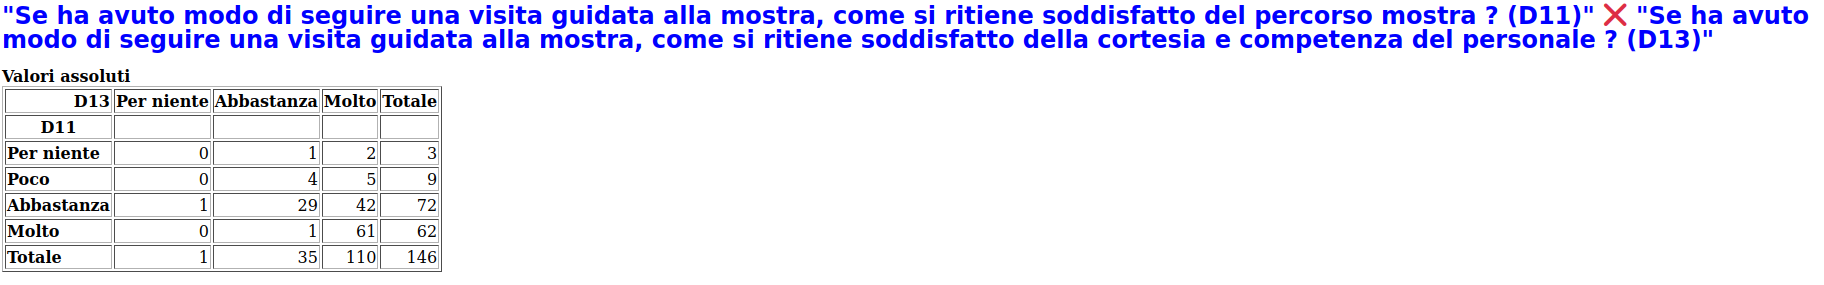 "Se ha avuto modo di seguire una visita guidata alla mostra, come si ritiene soddisfatto del percorso mostra ? (D11)" ❌ "Se ha avuto
modo di seguire una visita guidata alla mostra, come si ritiene soddisfatto della cortesia e competenza del personale ? (D13)"
Valori assoluti
D13 Per niente Abbastanza Molto Totale
D11
Per niente 0 1 2 3
Poco 0 4 5 9
Abbastanza 1 29 42 72
Molto 0 1 61 62
Totale 1 35 110 146